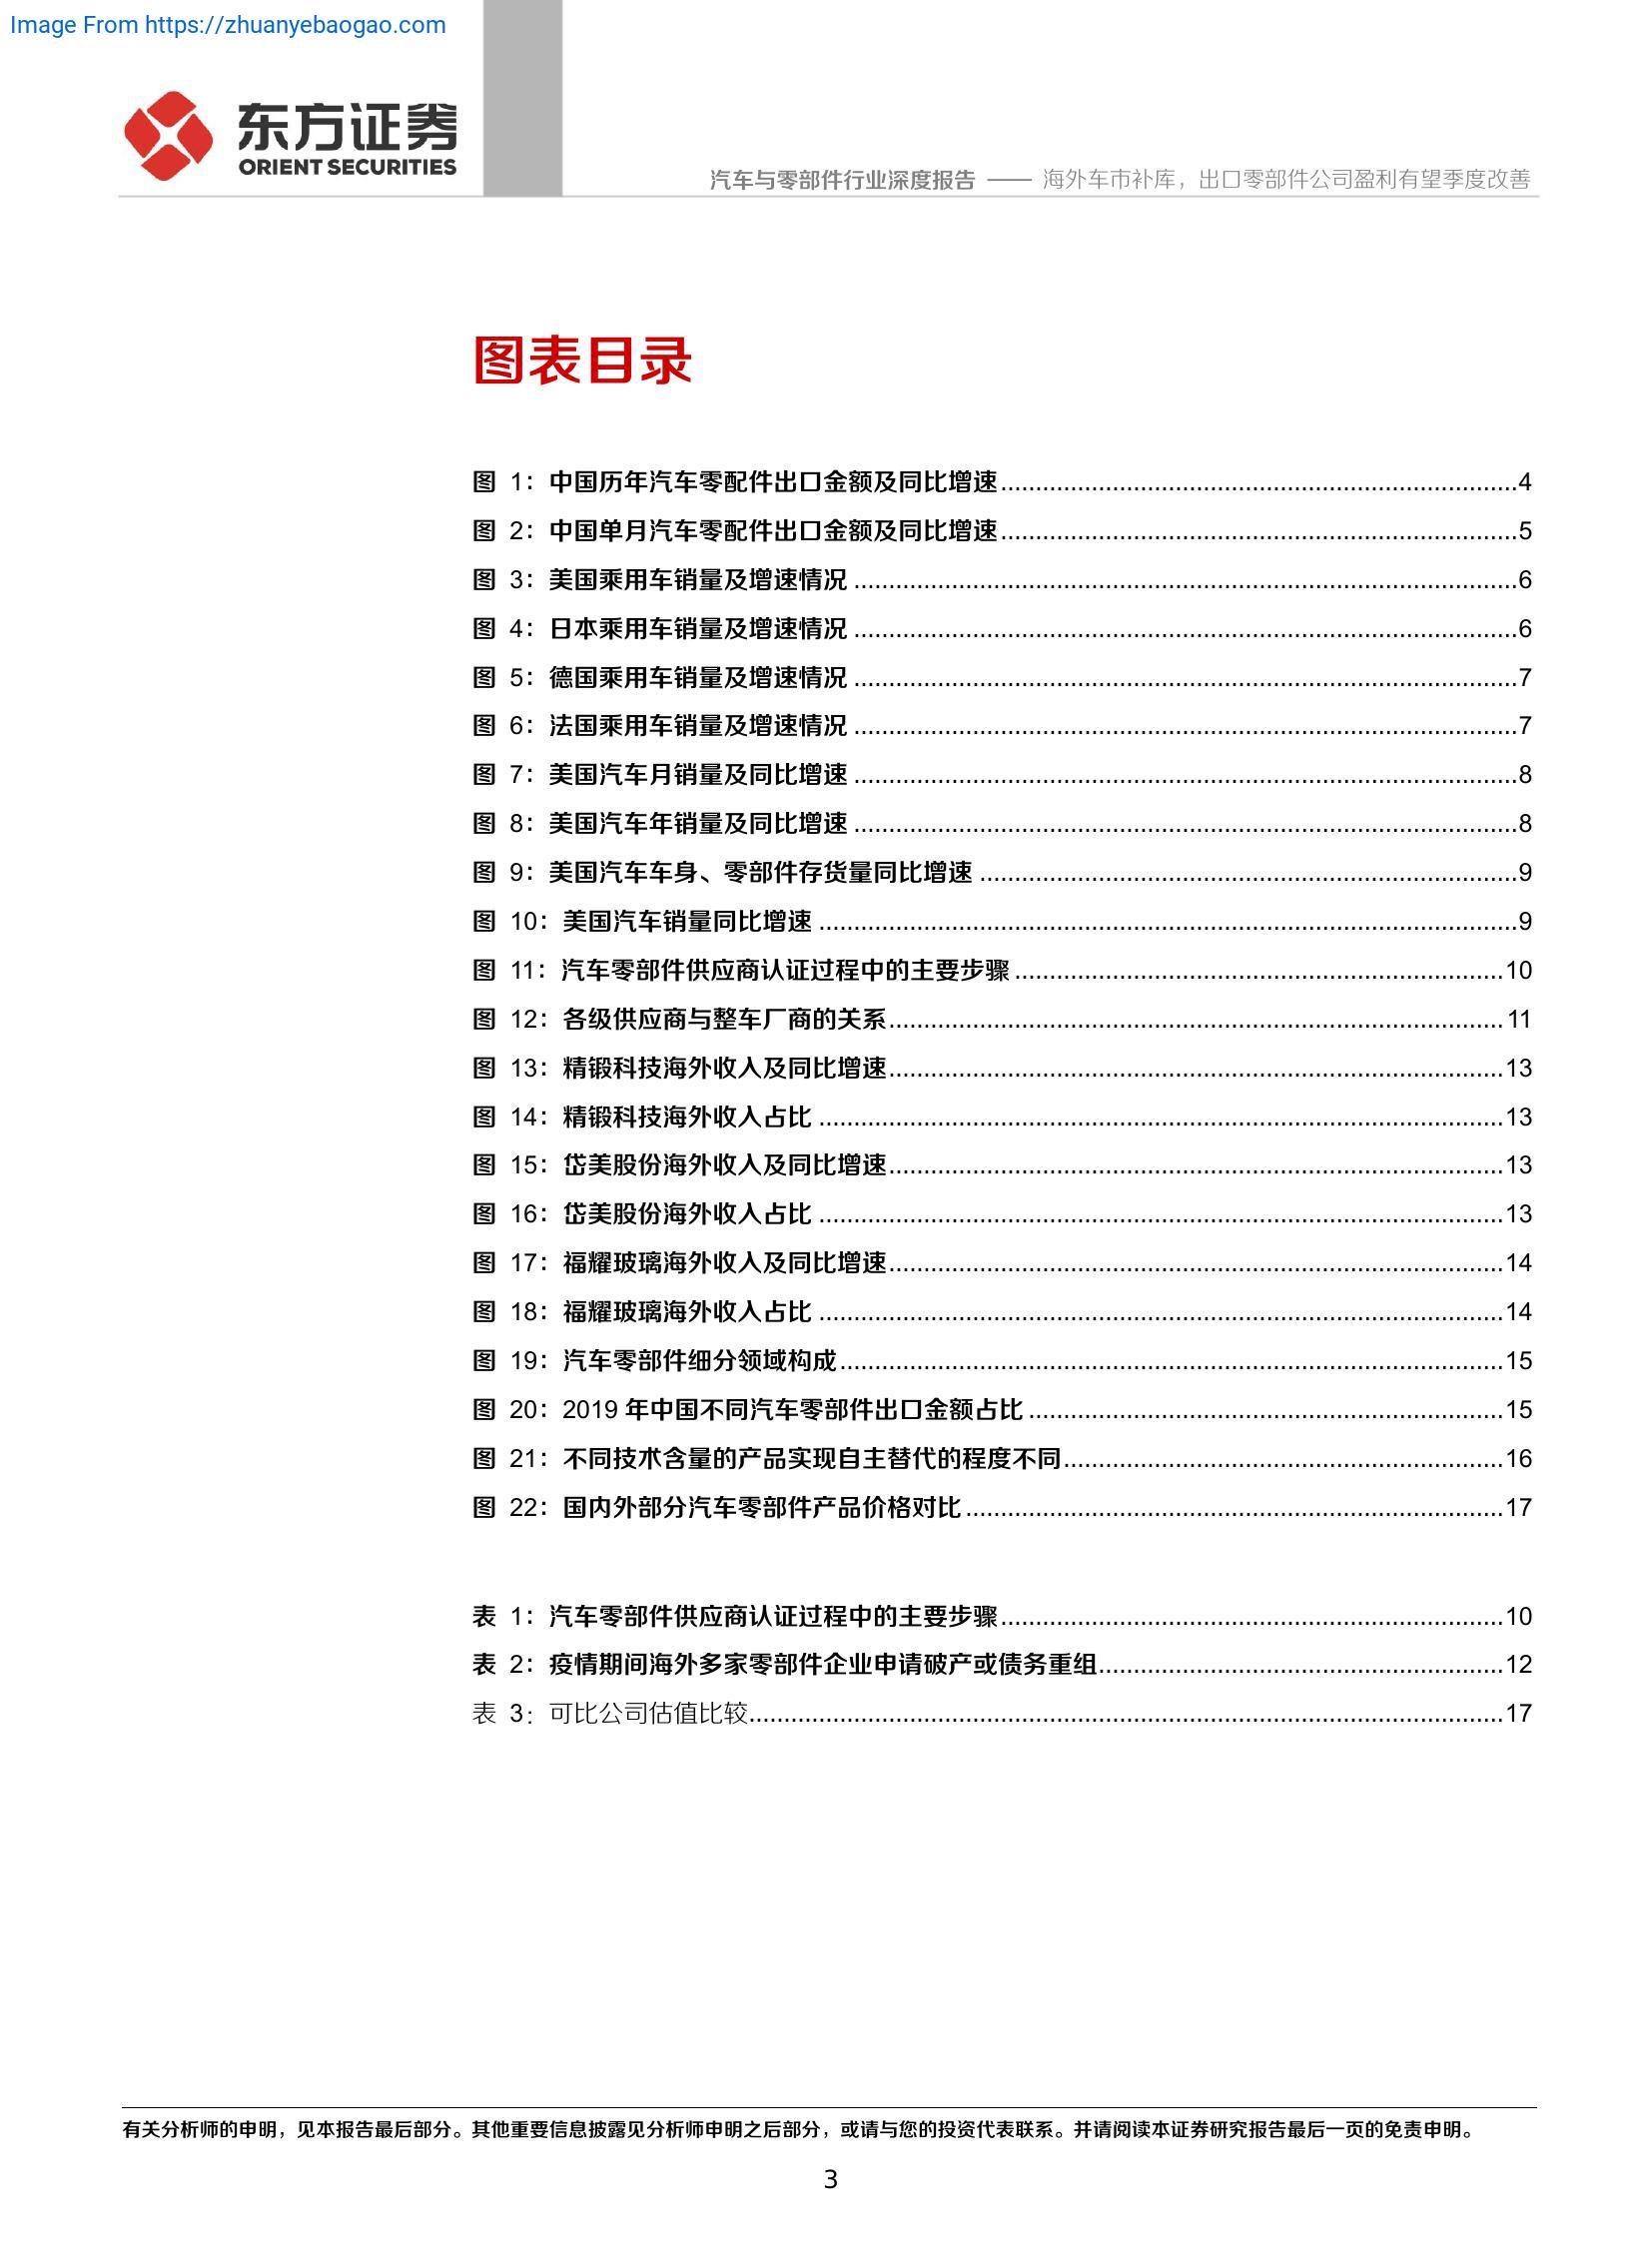 Image From https://zhuanyebaogao.com
东方证券
ORIENT SECURITIES
汽车与零部件行业深度报告 —— 海外车市补库，出口零部件公司盈利有望季度改善
图表目录
图 1：中国历年汽车零配件出口金额及同比增速..........................................................................4
图 2：中国单月汽车零配件出口金额及同比增速..........................................................................5
图 3：美国乘用车销量及增速情况 ...............................................................................................6
图 4：日本乘用车销量及增速情况 ...............................................................................................6
图 5：德国乘用车销量及增速情况 ...............................................................................................7
图 6：法国乘用车销量及增速情况 ...............................................................................................7
图 7：美国汽车月销量及同比增速 ...............................................................................................8
图 8：美国汽车年销量及同比增速 ...............................................................................................8
图 9：美国汽车车身、零部件存货量同比增速 .............................................................................9
图 10：美国汽车销量同比增速 ....................................................................................................9
图 11：汽车零部件供应商认证过程中的主要步骤......................................................................10
图 12：各级供应商与整车厂商的关系........................................................................................11
图 13：精锻科技海外收入及同比增速........................................................................................13
图 14：精锻科技海外收入占比 ..................................................................................................13
图 15：岱美股份海外收入及同比增速........................................................................................13
图 16：岱美股份海外收入占比 ..................................................................................................13
图 17：福耀玻璃海外收入及同比增速........................................................................................14
图 18：福耀玻璃海外收入占比 ..................................................................................................14
图 19：汽车零部件细分领域构成...............................................................................................15
图 20：2019 年中国不同汽车零部件出口金额占比 ....................................................................15
图 21：不同技术含量的产品实现自主替代的程度不同...............................................................16
图 22：国内外部分汽车零部件产品价格对比.............................................................................17
表 1：汽车零部件供应商认证过程中的主要步骤........................................................................10
表 2：疫情期间海外多家零部件企业申请破产或债务重组..........................................................12
表 3：可比公司估值比较............................................................................................................17
有关分析师的申明，见本报告最后部分。其他重要信息披露见分析师申明之后部分，或请与您的投资代表联系。并请阅读本证券研究报告最后一页的免责申明。
3